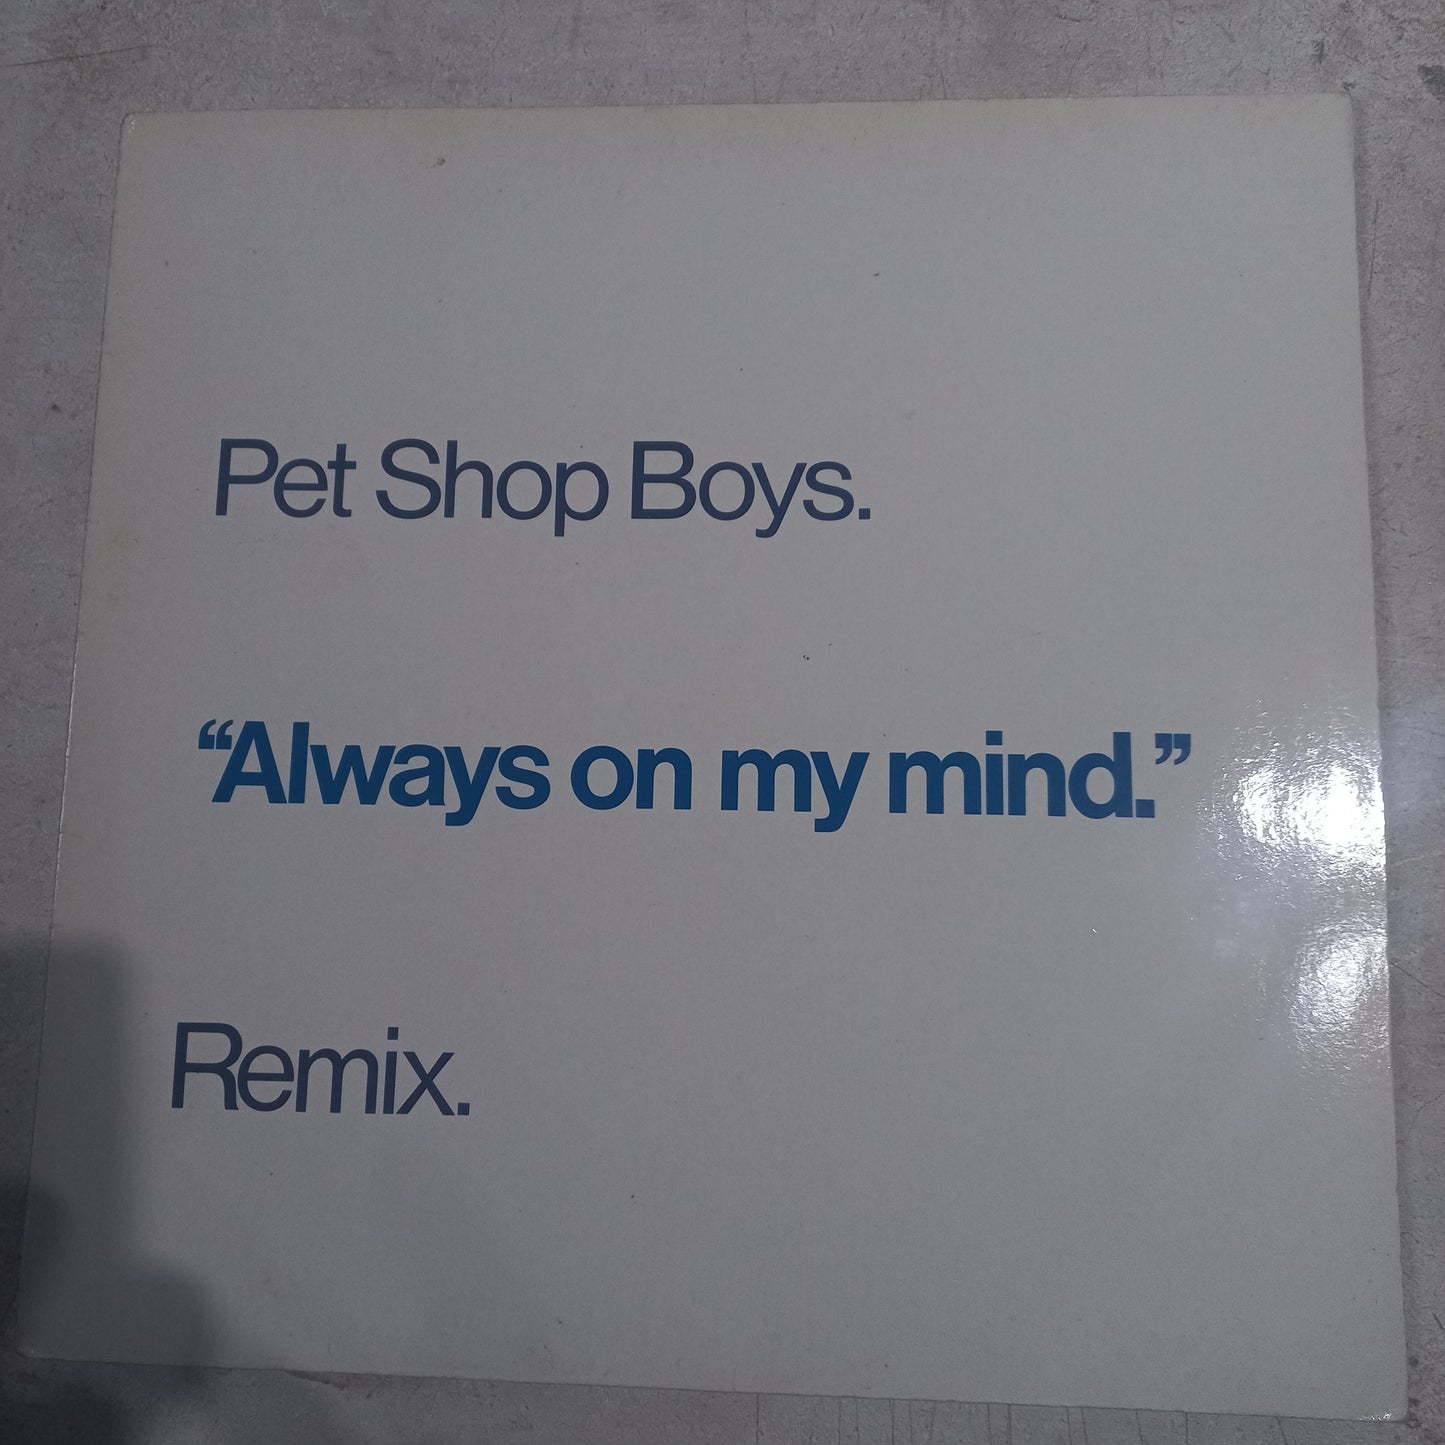 Pet Shop Boys.
“Always on my mind.”
Remix.